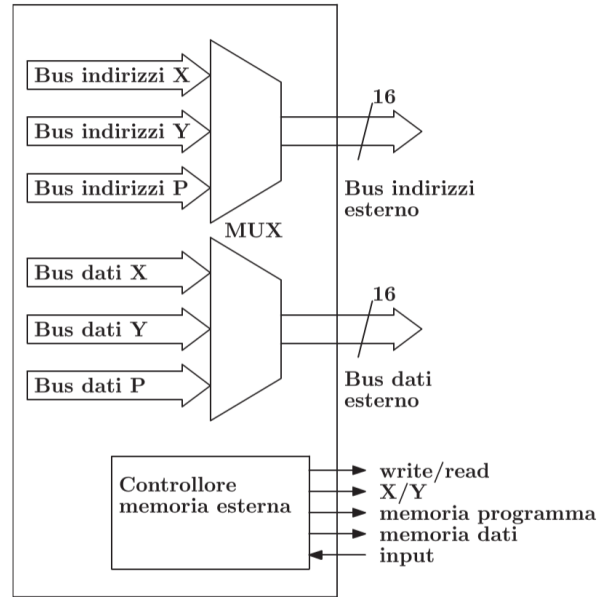 Bus indirizzi X
16
Bus indirizzi Y
Bus indirizzi P
Bus indirizzi
esterno
MUX
Bus dati X
16
Bus dati Y
Bus dati P
Bus dati
esterno
Controllore
memoria esterna
write/read
X/Y
memoria programma
memoria dati
input